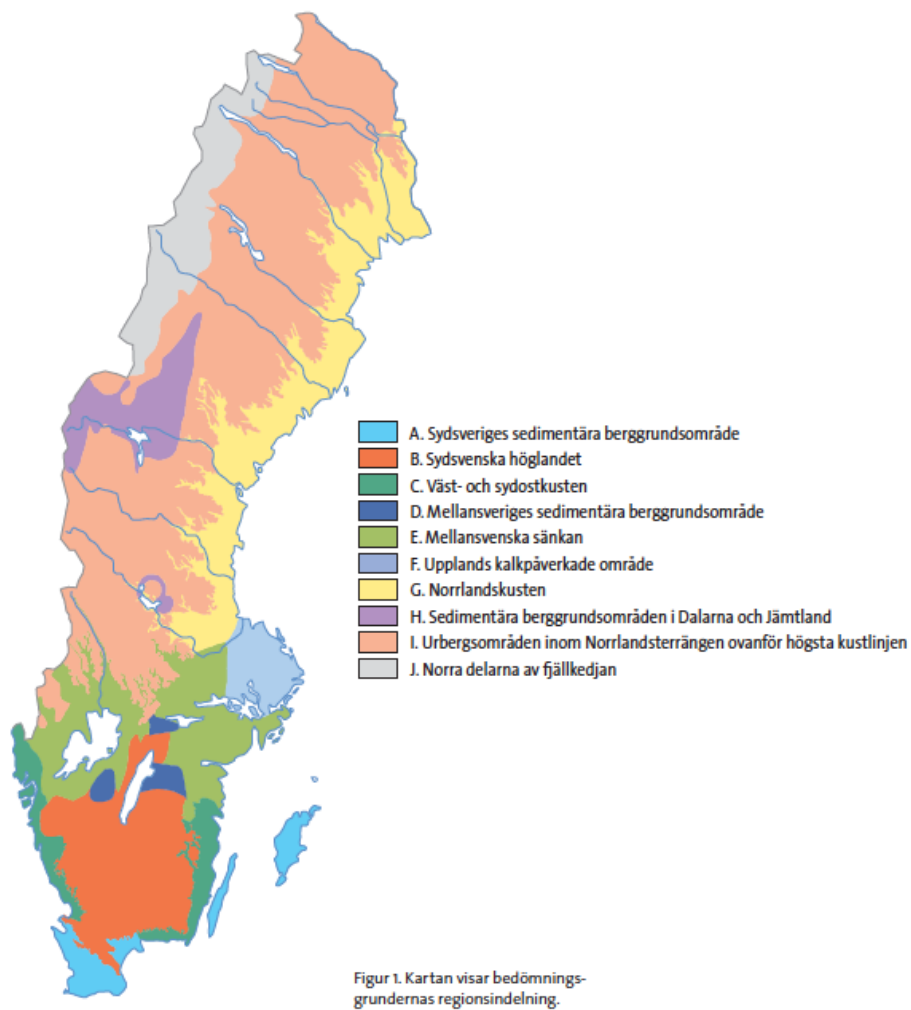 A. Sydsveriges sedimentära berggrundsområde
B. Sydsvenska höglandet
C. Väst- och sydostkusten
D. Mellansveriges sedimentära berggrundsområde
E. Mellansvenska sänkan
F. Upplands kalkpåverkade område
G. Norrlandskusten
H. Sedimentära berggrundsområden i Dalarna och Jämtland
I. Urbergsområden inom Norrlandsterrängen ovanför högsta kustlinjen
J. Norra delarna av fjällkedjan
Figur 1. Kartan visar bedömnings-
grundernas regionsindelning.